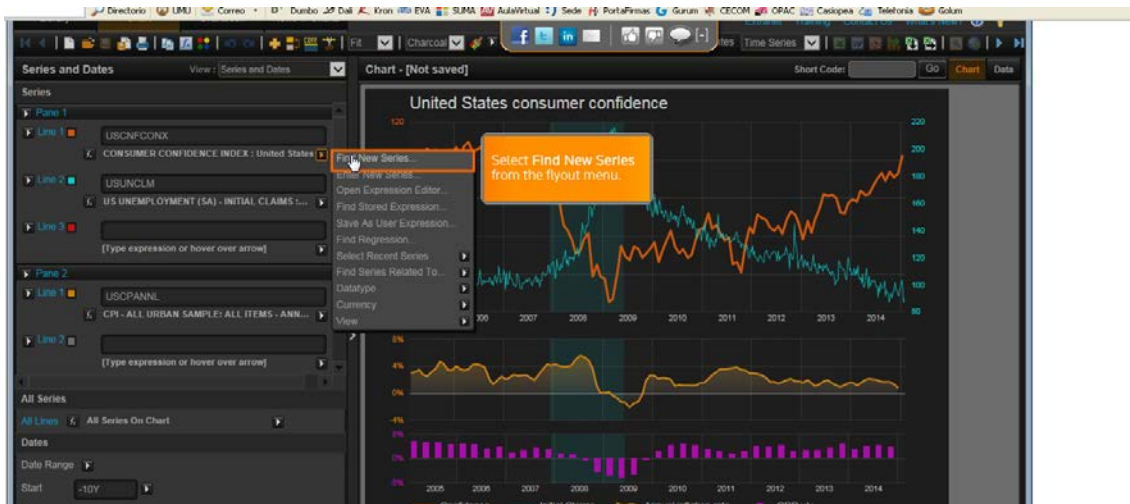 Directorio UMU Correo Dumbo Dali Kron EVA SUMA AulaVirtual Sede PortaFirmas Gurum CECOM OPAC Casiopea Telefonia Golum
Extranet Training Contact Us What's New?
Fit Charcoal Time Series
Series and Dates View : Series and Dates
Chart - [Not saved] Short Code: Go Chart Data
Series
Pane 1
Line 1 USCNFCONX
CONSUMER CONFIDENCE INDEX : United States
Line 2 USUNCLM
US UNEMPLOYMENT (SA) - INITIAL CLAIMS :...
Line 3
[Type expression or hover over arrow]
Pane 2
Line 1 USCPANNL
CPI - ALL URBAN SAMPLE: ALL ITEMS - ANN...
Line 2
[Type expression or hover over arrow]
All Series
All Lines All Series On Chart
Dates
Date Range
Start -10Y
Find New Series...
Enter New Series...
Open Expression Editor...
Find Stored Expression...
Save As User Expression...
Find Regression...
Select Recent Series
Find Series Related To...
Datatype
Currency
View
Select Find New Series
from the flyout menu.
United States consumer confidence
120
220
200
180
160
140
120
100
80
2007 2008 2009 2010 2011 2012 2013 2014
8%
4%
0%
-4%
8%
0%
-8%
2005 2006 2007 2008 2009 2010 2011 2012 2013 2014